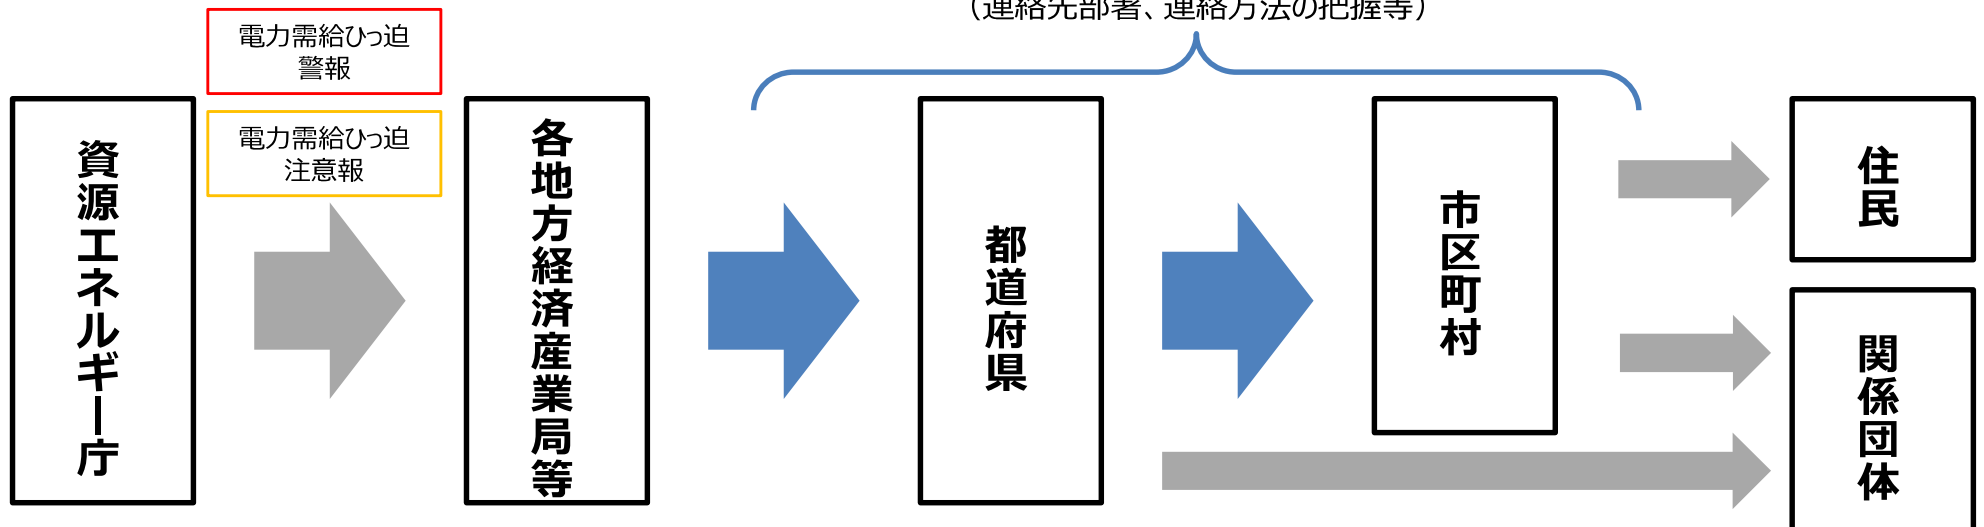 （連絡先部署、連絡方法の把握等）
電力需給ひっ迫
警報
電力需給ひっ迫
注意報
資源エネルギー庁
各地方経済産業局等
都道府県
市区町村
住民
関係団体